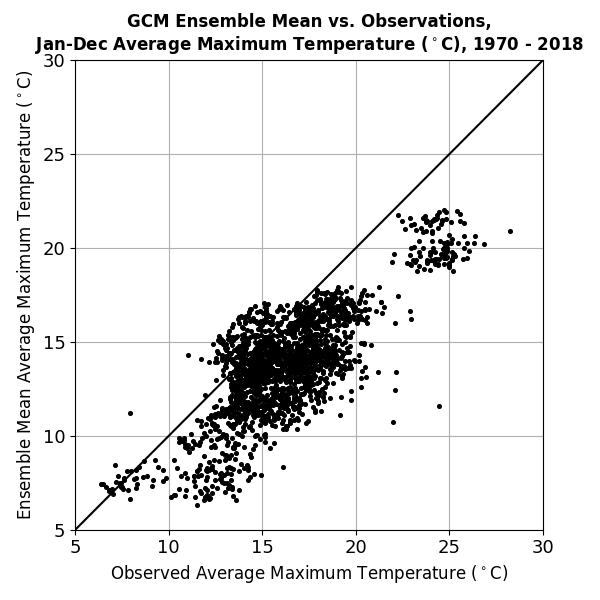 GCM Ensemble Mean vs. Observations,
Jan-Dec Average Maximum Temperature (°C), 1970 - 2018
30
25
20
15
10
5
Ensemble Mean Average Maximum Temperature (°C)
5 10 15 20 25 30
Observed Average Maximum Temperature (°C)